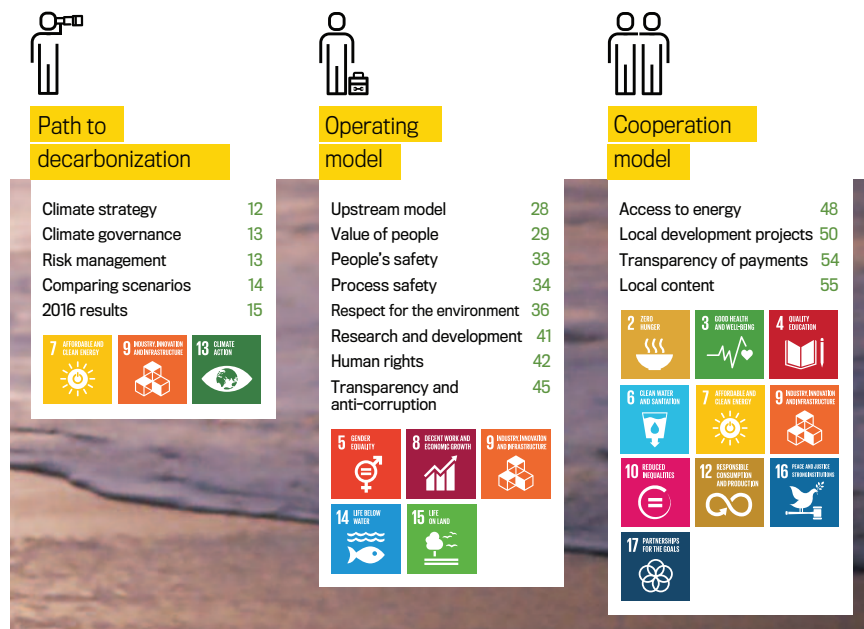 Path to
decarbonization
Climate strategy 12
Climate governance 13
Risk management 13
Comparing scenarios 14
2016 results 15
7 AFFORDABLE AND
CLEAN ENERGY
9 INDUSTRY, INNOVATION
AND INFRASTRUCTURE
13 CLIMATE
ACTION
Operating
model
Upstream model 28
Value of people 29
People's safety 33
Process safety 34
Respect for the environment 36
Research and development 41
Human rights 42
Transparency and 45
anti-corruption
5 GENDER
EQUALITY
8 DECENT WORK AND
ECONOMIC GROWTH
9 INDUSTRY, INNOVATION
AND INFRASTRUCTURE
14 LIFE BELOW
WATER
15 LIFE
ON LAND
Cooperation
model
Access to energy 48
Local development projects 50
Transparency of payments 54
Local content 55
2 ZERO
HUNGER
3 GOOD HEALTH
AND WELL-BEING
4 QUALITY
EDUCATION
6 CLEAN WATER
AND SANITATION
7 AFFORDABLE AND
CLEAN ENERGY
9 INDUSTRY, INNOVATION
AND INFRASTRUCTURE
10 REDUCED
INEQUALITIES
12 RESPONSIBLE
CONSUMPTION
AND PRODUCTION
16 PEACE AND JUSTICE
STRONG INSTITUTIONS
17 PARTNERSHIPS
FOR THE GOALS